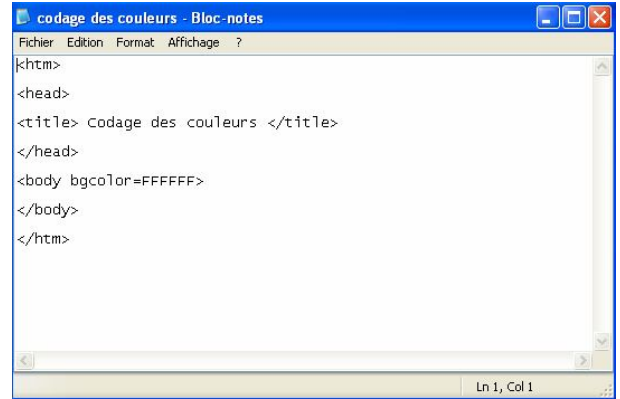 codage des couleurs - Bloc-notes
Fichier Edition Format Affichage ?
<htm>
<head>
<title> Codage des couleurs </title>
</head>
<body bgcolor=FFFFFF>
</body>
</htm>
Ln 1, Col 1